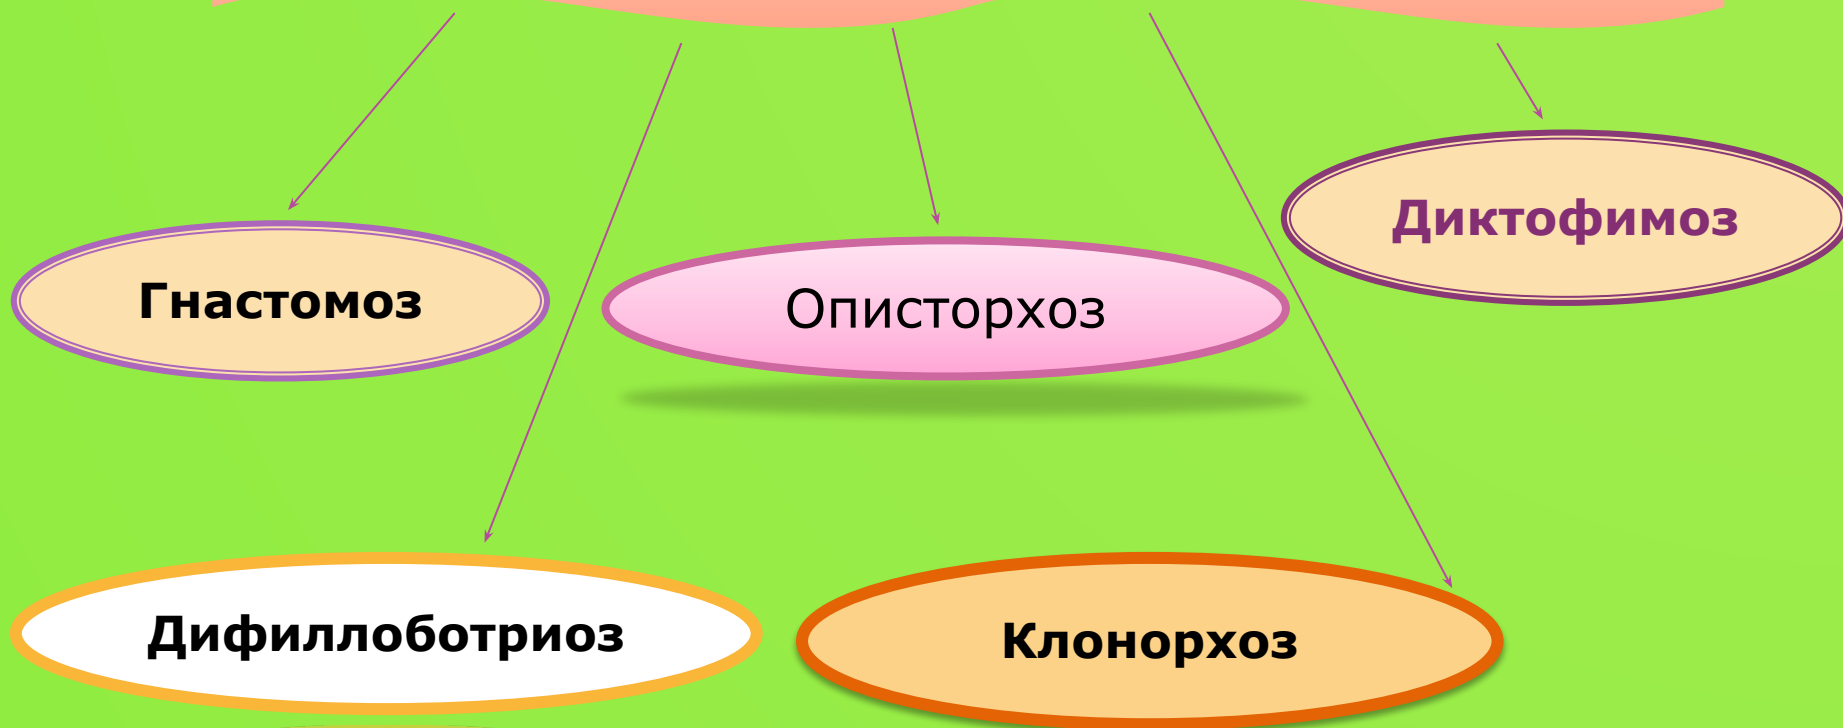 Диктофимоз
Гнастомоз
Описторхоз
Дифиллоботриоз
Клонорхоз